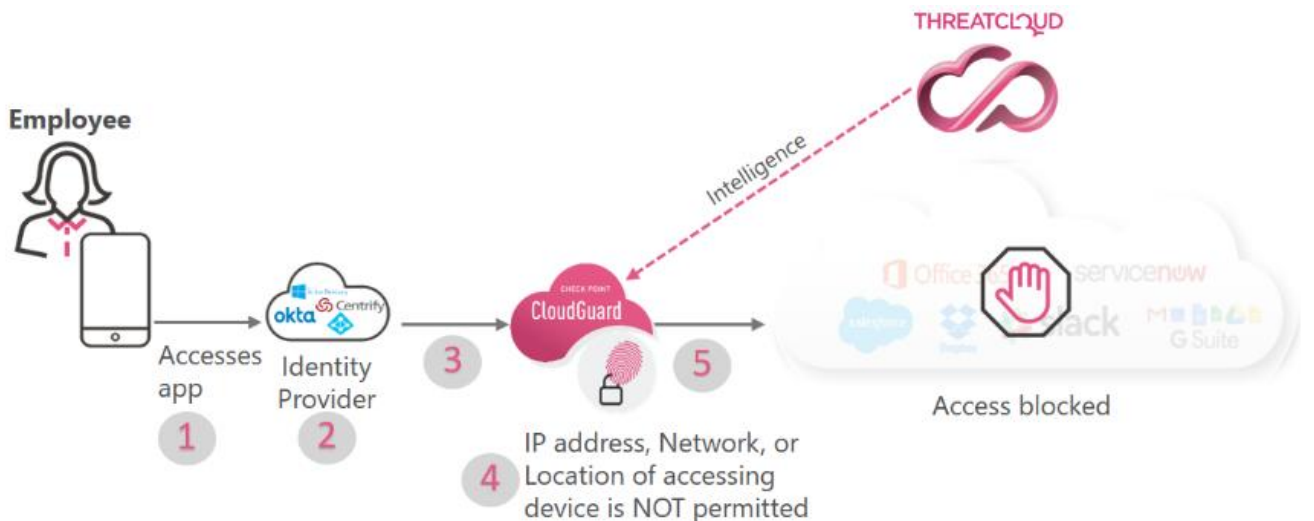 THREATCLOUD
Employee
Intelligence
Office 365
servicenow
okta
Centrify
CHECK POINT
CloudGuard
salesforce
slack
G Suite
Accesses
app
1
Identity
Provider
2
3
5
Access blocked
4
IP address, Network, or
Location of accessing
device is NOT permitted